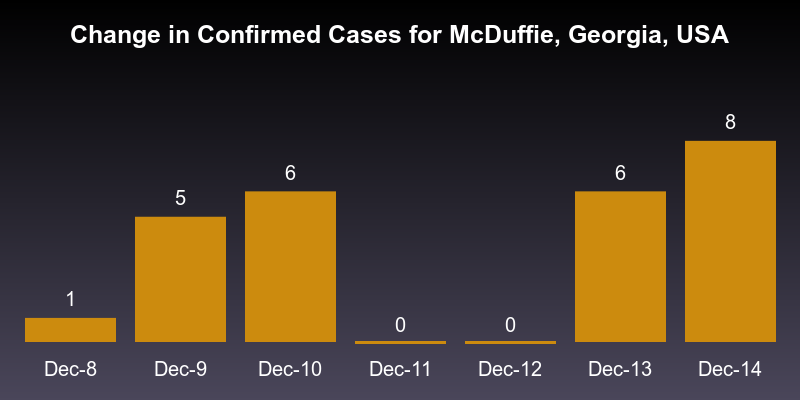 Change in Confirmed Cases for McDuffie, Georgia, USA
1 5 6 0 0 6 8
Dec-8 Dec-9 Dec-10 Dec-11 Dec-12 Dec-13 Dec-14